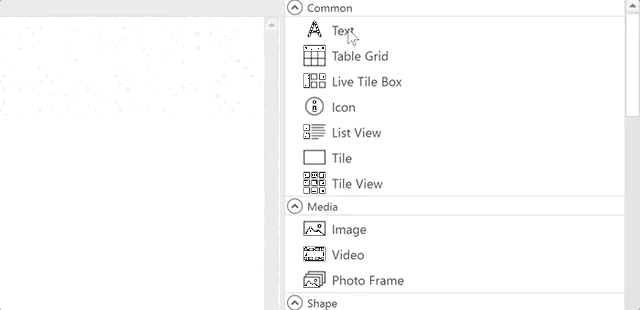 Common
Text
Table Grid
Live Tile Box
Icon
List View
Tile
Tile View
Media
Image
Video
Photo Frame
Shape